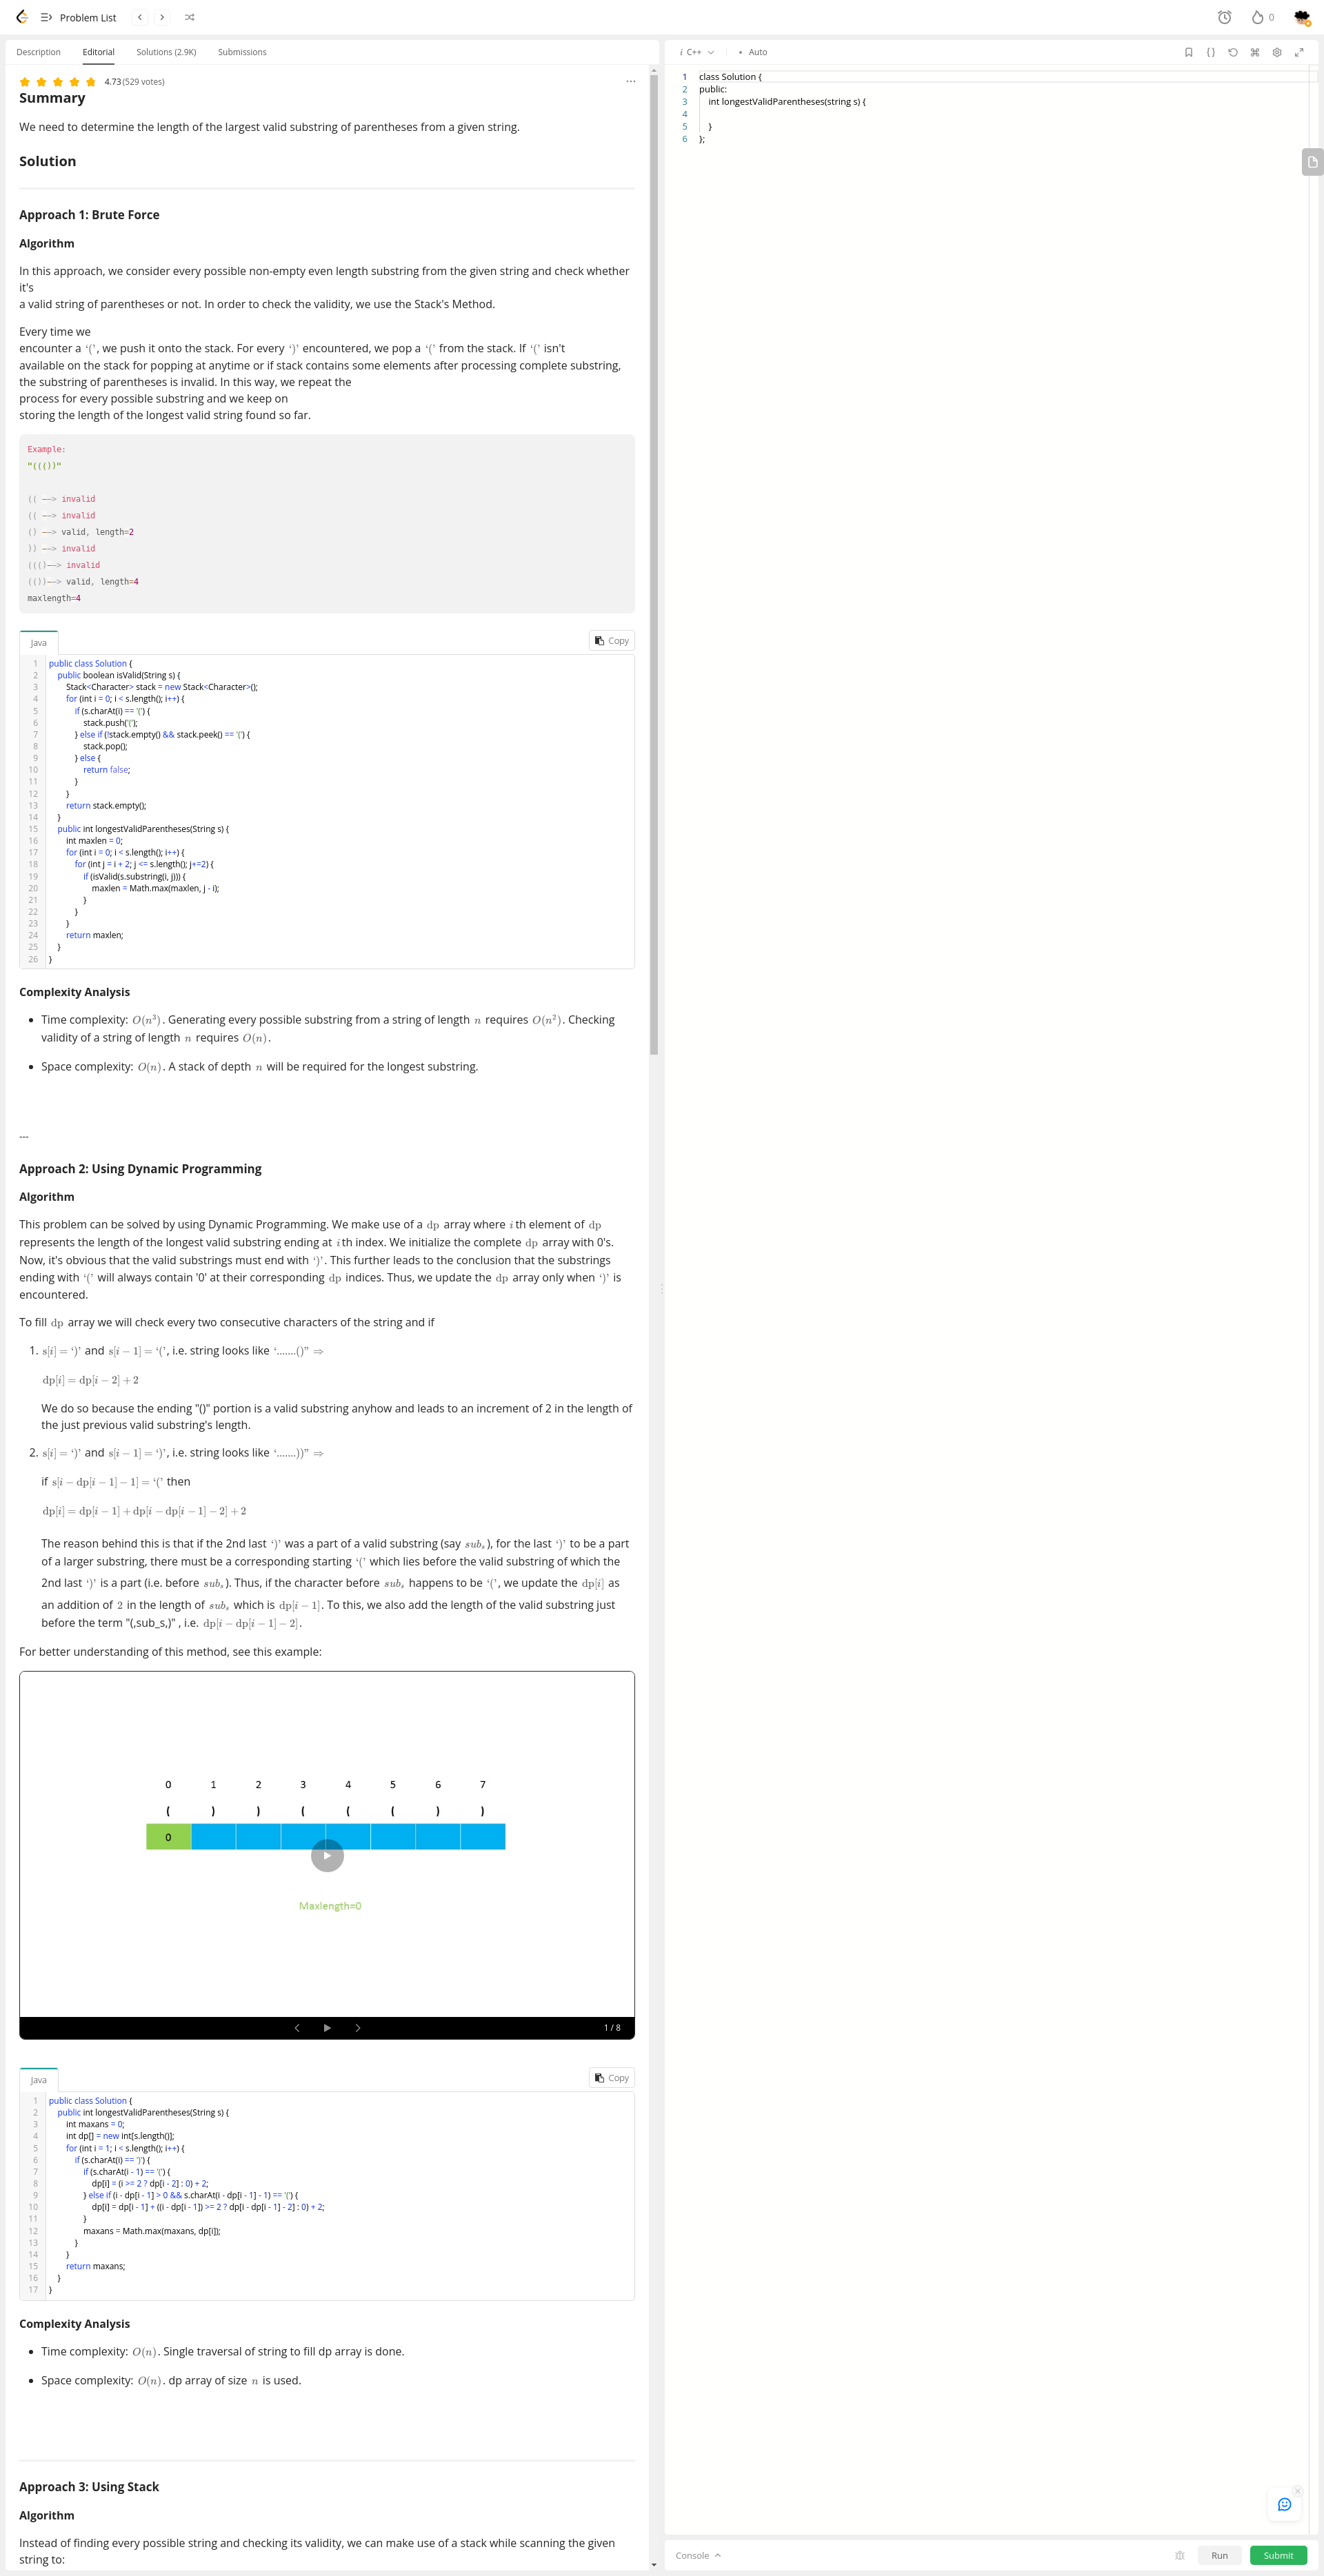 Problem List
0
Description
Editorial
Solutions (2.9K)
Submissions
4.73 (529 votes)
Summary
We need to determine the length of the largest valid substring of parentheses from a given string.
Solution
Approach 1: Brute Force
Algorithm
In this approach, we consider every possible non-empty even length substring from the given string and check whether
it's
a valid string of parentheses or not. In order to check the validity, we use the Stack's Method.
Every time we
encounter a ‘(’, we push it onto the stack. For every ‘)’ encountered, we pop a ‘(’ from the stack. If ‘(’ isn't
available on the stack for popping at anytime or if stack contains some elements after processing complete substring,
the substring of parentheses is invalid. In this way, we repeat the
process for every possible substring and we keep on
storing the length of the longest valid string found so far.
Example:
"((())"
(( --> invalid
(( --> invalid
() --> valid, length=2
)) --> invalid
((()--> invalid
(())--> valid, length=4
maxlength=4
Java
Copy
1 public class Solution {
2 public boolean isValid(String s) {
3 Stack<Character> stack = new Stack<Character>();
4 for (int i = 0; i < s.length(); i++) {
5 if (s.charAt(i) == '(') {
6 stack.push('(');
7 } else if (!stack.empty() && stack.peek() == '(') {
8 stack.pop();
9 } else {
10 return false;
11 }
12 }
13 return stack.empty();
14 }
15 public int longestValidParentheses(String s) {
16 int maxlen = 0;
17 for (int i = 0; i < s.length(); i++) {
18 for (int j = i + 2; j <= s.length(); j+=2) {
19 if (isValid(s.substring(i, j))) {
20 maxlen = Math.max(maxlen, j - i);
21 }
22 }
23 }
24 return maxlen;
25 }
26 }
Complexity Analysis
• Time complexity: O(n³). Generating every possible substring from a string of length n requires O(n²). Checking
validity of a string of length n requires O(n).
• Space complexity: O(n). A stack of depth n will be required for the longest substring.
---
Approach 2: Using Dynamic Programming
Algorithm
This problem can be solved by using Dynamic Programming. We make use of a dp array where i th element of dp
represents the length of the longest valid substring ending at i th index. We initialize the complete dp array with 0's.
Now, it's obvious that the valid substrings must end with ‘)’. This further leads to the conclusion that the substrings
ending with ‘(’ will always contain '0' at their corresponding dp indices. Thus, we update the dp array only when ‘)’ is
encountered.
To fill dp array we will check every two consecutive characters of the string and if
1. s[i] = ‘)’ and s[i − 1] = ‘(’, i.e. string looks like ‘.......()” ⇒
dp[i] = dp[i − 2] + 2
We do so because the ending "()" portion is a valid substring anyhow and leads to an increment of 2 in the length of
the just previous valid substring's length.
2. s[i] = ‘)’ and s[i − 1] = ‘)’, i.e. string looks like ‘.......))” ⇒
if s[i − dp[i − 1] − 1] = ‘(’ then
dp[i] = dp[i − 1] + dp[i − dp[i − 1] − 2] + 2
The reason behind this is that if the 2nd last ‘)’ was a part of a valid substring (say subₛ), for the last ‘)’ to be a part
of a larger substring, there must be a corresponding starting ‘(’ which lies before the valid substring of which the
2nd last ‘)’ is a part (i.e. before subₛ). Thus, if the character before subₛ happens to be ‘(’, we update the dp[i] as
an addition of 2 in the length of subₛ which is dp[i − 1]. To this, we also add the length of the valid substring just
before the term "(,sub_s,)" , i.e. dp[i − dp[i − 1] − 2].
For better understanding of this method, see this example:
0 1 2 3 4 5 6 7
( ) ) ( ( ( ) )
0
Maxlength=0
1 / 8
Java
Copy
1 public class Solution {
2 public int longestValidParentheses(String s) {
3 int maxans = 0;
4 int dp[] = new int[s.length()];
5 for (int i = 1; i < s.length(); i++) {
6 if (s.charAt(i) == ')') {
7 if (s.charAt(i - 1) == '(') {
8 dp[i] = (i >= 2 ? dp[i - 2] : 0) + 2;
9 } else if (i - dp[i - 1] > 0 && s.charAt(i - dp[i - 1] - 1) == '(') {
10 dp[i] = dp[i - 1] + ((i - dp[i - 1]) >= 2 ? dp[i - dp[i - 1] - 2] : 0) + 2;
11 }
12 maxans = Math.max(maxans, dp[i]);
13 }
14 }
15 return maxans;
16 }
17 }
Complexity Analysis
• Time complexity: O(n). Single traversal of string to fill dp array is done.
• Space complexity: O(n). dp array of size n is used.
Approach 3: Using Stack
Algorithm
Instead of finding every possible string and checking its validity, we can make use of a stack while scanning the given
string to:
i C++
• Auto
1 class Solution {
2 public:
3 int longestValidParentheses(string s) {
4
5 }
6 };
Console
Run
Submit